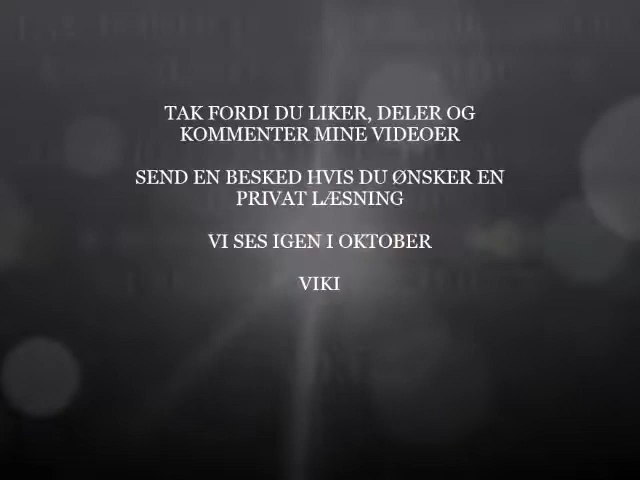 TAK FORDI DU LIKER, DELER OG
KOMMENTER MINE VIDEOER
SEND EN BESKED HVIS DU ØNSKER EN
PRIVAT LÆSNING
VI SES IGEN I OKTOBER
VIKI